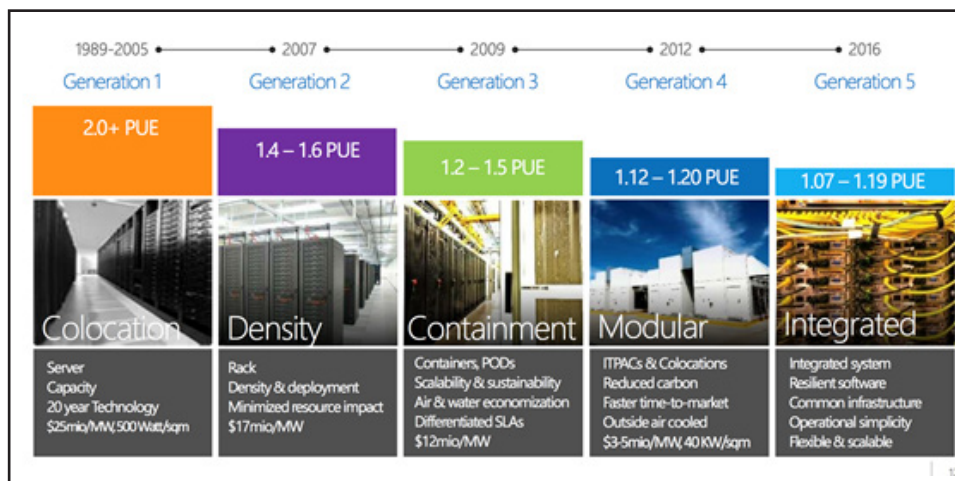 1989-2005
2007
2009
2012
2016
Generation 1
Generation 2
Generation 3
Generation 4
Generation 5
2.0+ PUE
1.4 – 1.6 PUE
1.2 – 1.5 PUE
1.12 – 1.20 PUE
1.07 – 1.19 PUE
Colocation
Density
Containment
Modular
Integrated
Server
Capacity
20 year Technology
$25mio/MW, 500 Watt/sqm
Rack
Density & deployment
Minimized resource impact
$17mio/MW
Containers, PODs
Scalability & sustainability
Air & water economization
Differentiated SLAs
$12mio/MW
ITPACs & Colocations
Reduced carbon
Faster time-to-market
Outside air cooled
$3-5mio/MW, 40 KW/sqm
Integrated system
Resilient software
Common infrastructure
Operational simplicity
Flexible & scalable